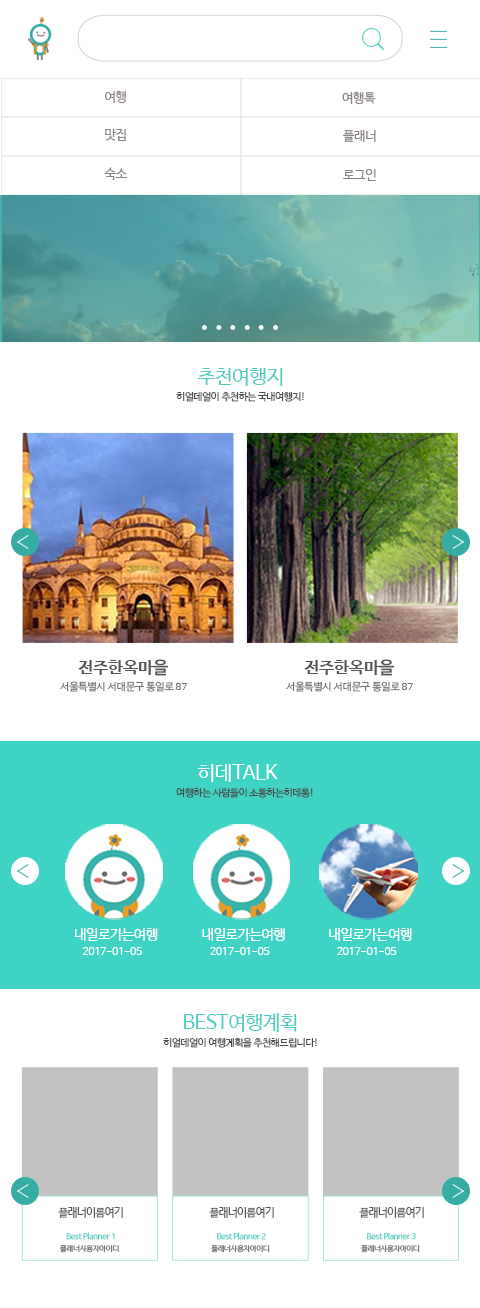 여행
여행톡
맛집
플래너
숙소
로그인
추천여행지
히얼데얼이 추천하는 국내여행지!
전주한옥마을
전주한옥마을
서울특별시 서대문구 통일로 87
서울특별시 서대문구 통일로 87
히데TALK
여행하는 사람들이 소통하는히데톡!
내일로가는여행
내일로가는여행
내일로가는여행
2017-01-05
2017-01-05
2017-01-05
BEST여행계획
히얼데얼이 여행계획을 추천해드립니다!
플래너이름여기
플래너이름여기
플래너이름여기
Best Planner 1
Best Planner 2
Best Planner 3
플래너사용자아이디
플래너사용자아이디
플래너사용자아이디